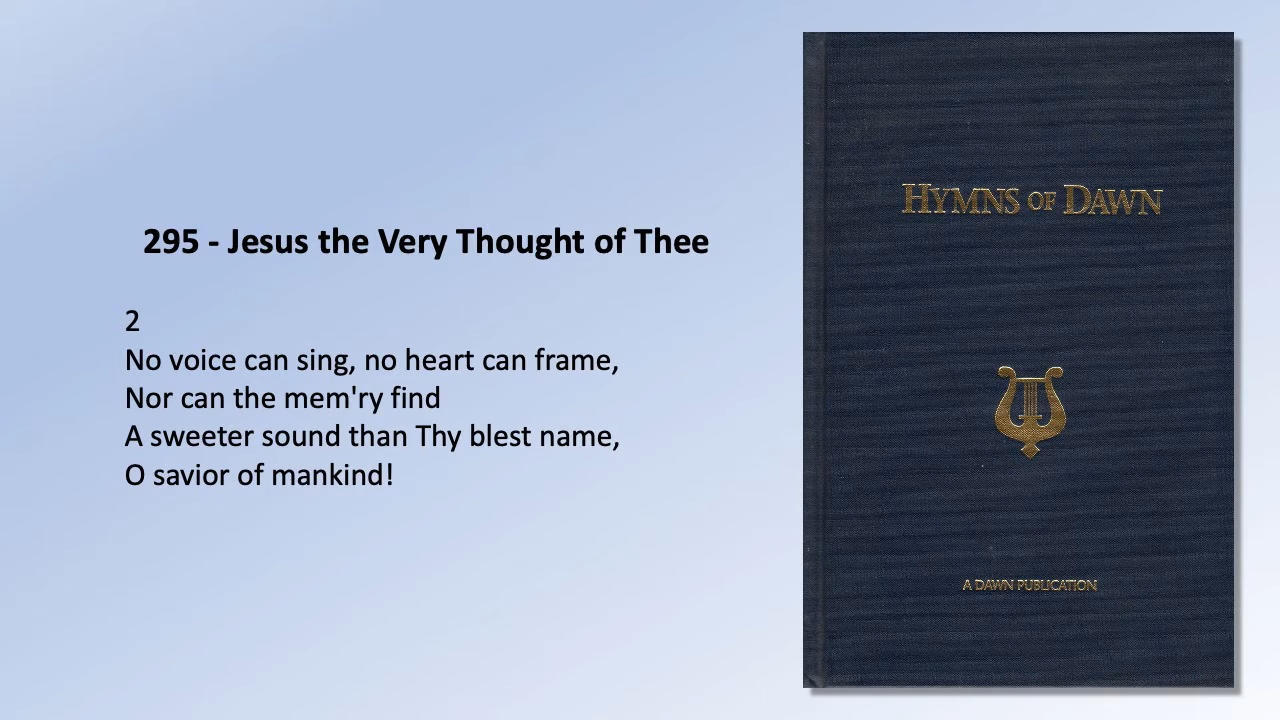 295 - Jesus the Very Thought of Thee
2
No voice can sing, no heart can frame,
Nor can the mem'ry find
A sweeter sound than Thy blest name,
O savior of mankind!
HYMNS OF DAWN
A DAWN PUBLICATION